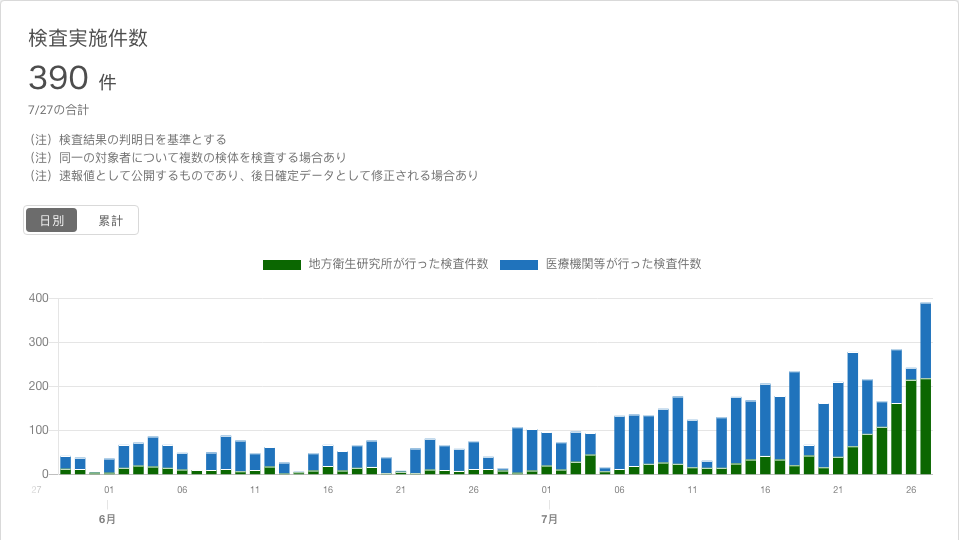 検査実施件数
390 件
7/27の合計
（注）検査結果の判明日を基準とする
（注）同一の対象者について複数の検体を検査する場合あり
（注）速報値として公開するものであり、後日確定データとして修正される場合あり
日別 累計
地方衛生研究所が行った検査件数 医療機関等が行った検査件数
400
300
200
100
0
27 01 06 11 16 21 26 01 06 11 16 21 26
6月 7月